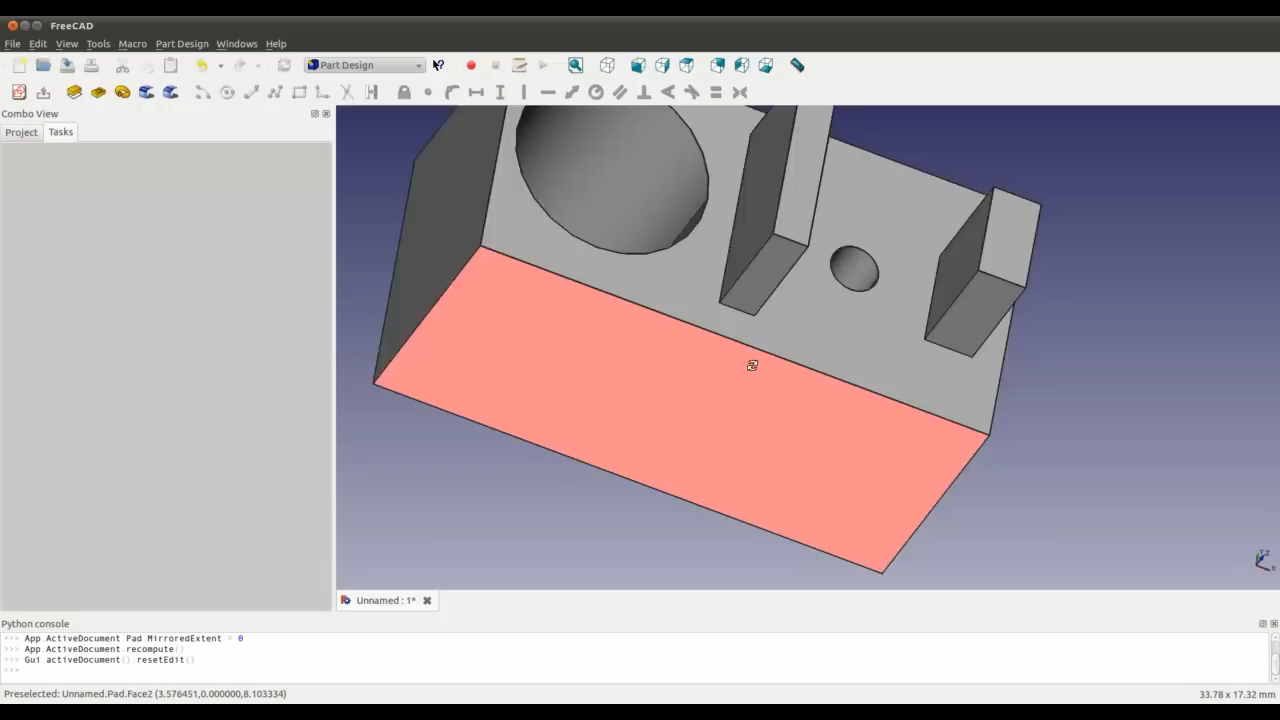 FreeCAD
File Edit View Tools Macro Part Design Windows Help
Part Design
Combo View
Project Tasks
Unnamed : 1*
Python console
>>> App.ActiveDocument.Pad.MirroredExtent = 0
>>> App.ActiveDocument.recompute()
>>> Gui.activeDocument().resetEdit()
>>>
Preselected: Unnamed.Pad.Face2 (3.576451,0.000000,8.103334) 33.78 x 17.32 mm